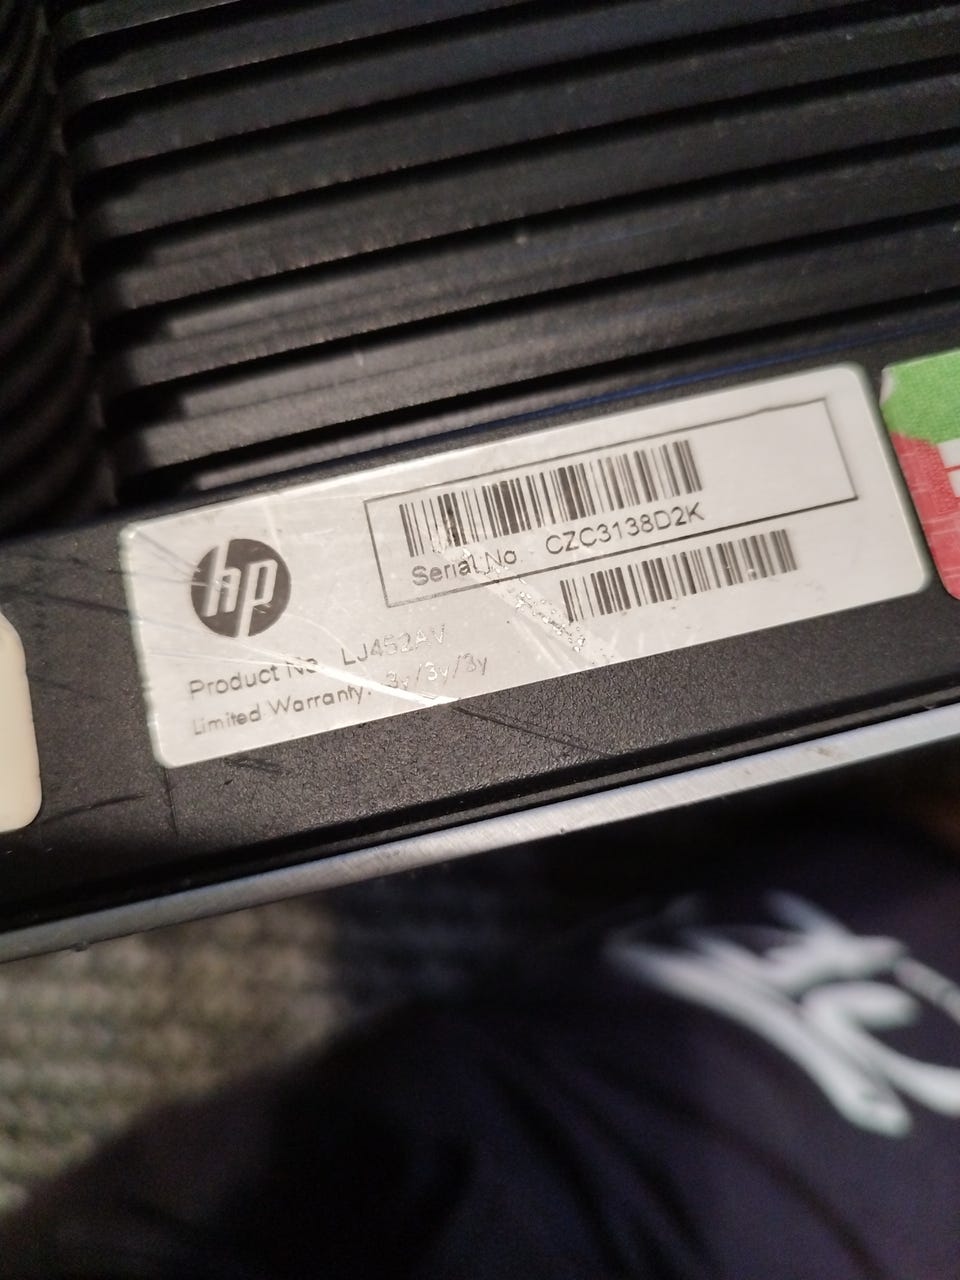 hp
Serial No. CZC3138D2K
Product No. LJ452AV
Limited Warranty: 3y/3y/3y